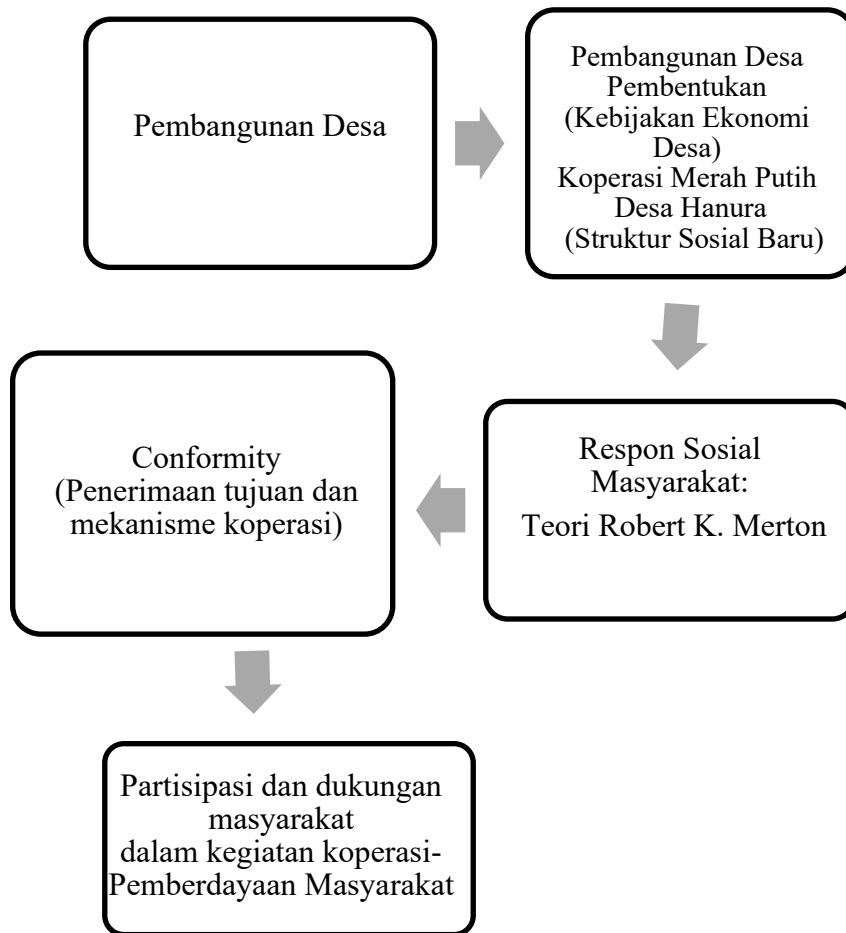 Pembangunan Desa
Pembangunan Desa
Pembentukan
(Kebijakan Ekonomi
Desa)
Koperasi Merah Putih
Desa Hanura
(Struktur Sosial Baru)
Respon Sosial
Masyarakat:
Teori Robert K. Merton
Conformity
(Penerimaan tujuan dan
mekanisme koperasi)
Partisipasi dan dukungan
masyarakat
dalam kegiatan koperasi-
Pemberdayaan Masyarakat